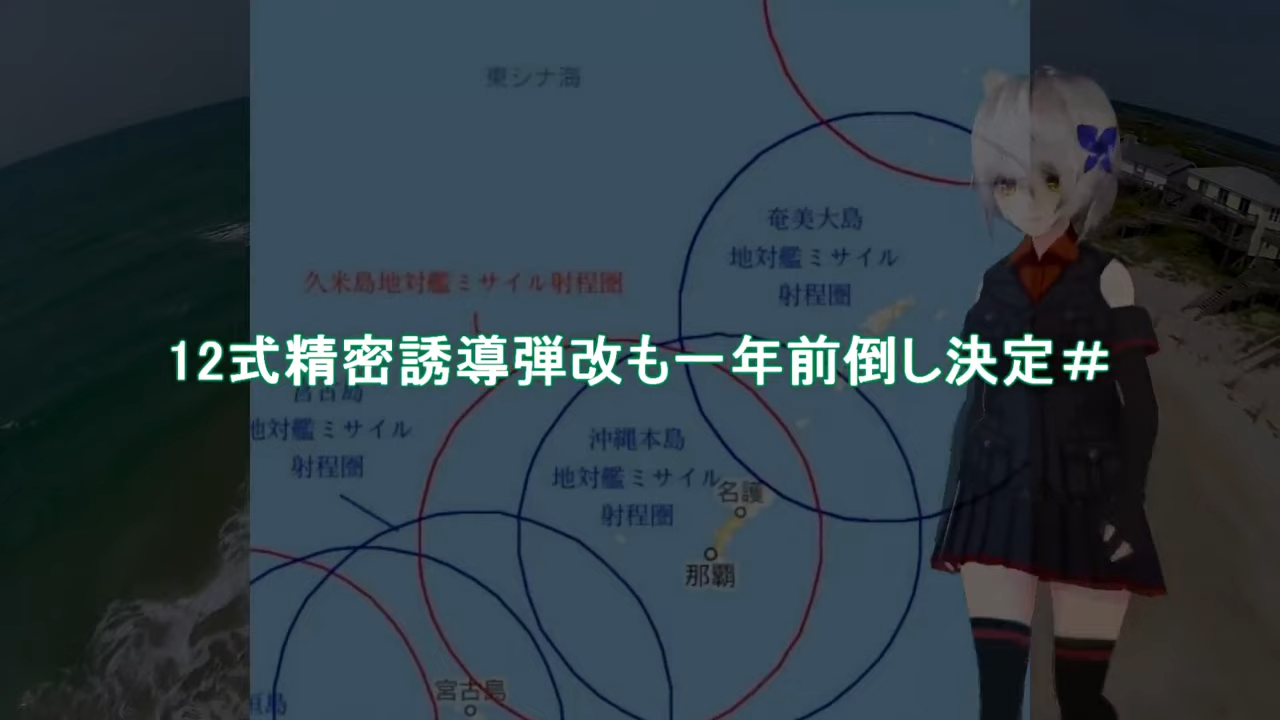 東シナ海
奄美大島
地対艦ミサイル
射程圏
久米島地対艦ミサイル射程圏
12式精密誘導弾改も一年前倒し決定＃
宮古島
地対艦ミサイル
射程圏
沖縄本島
地対艦ミサイル
射程圏
名護
那覇
宮古島
垣島